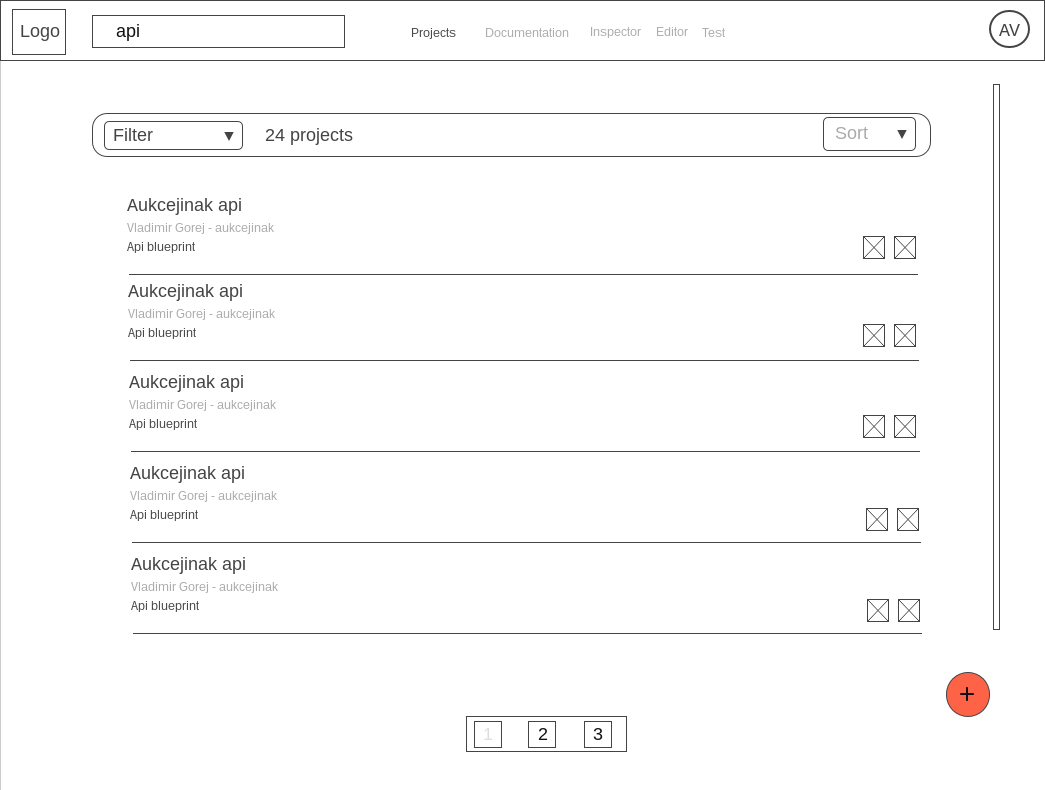 Logo
api
Projects
Documentation
Inspector
Editor
Test
AV
Filter ▼
24 projects
Sort ▼
Aukcejinak api
Vladimir Gorej - aukcejinak
Api blueprint
Aukcejinak api
Vladimir Gorej - aukcejinak
Api blueprint
Aukcejinak api
Vladimir Gorej - aukcejinak
Api blueprint
Aukcejinak api
Vladimir Gorej - aukcejinak
Api blueprint
Aukcejinak api
Vladimir Gorej - aukcejinak
Api blueprint
+
1
2
3